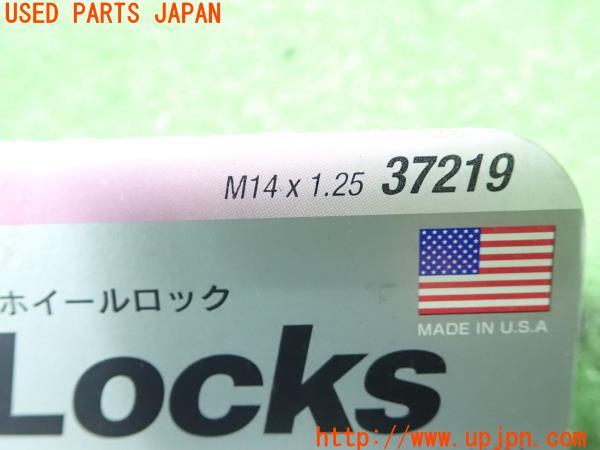 USED PARTS JAPAN
M14 x 1.25 37219
ホイールロック
MADE IN U.S.A
Locks
http://www.upjpn.com/